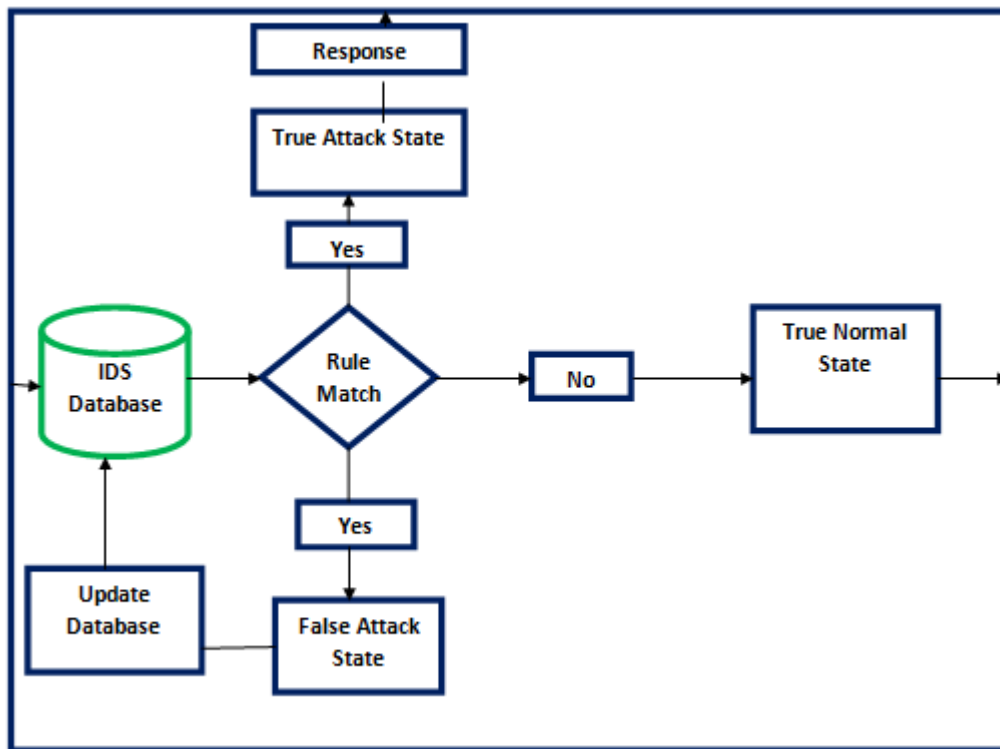 Response
True Attack State
Yes
IDS
Database
Rule
Match
No
True Normal
State
Yes
Update
Database
False Attack
State